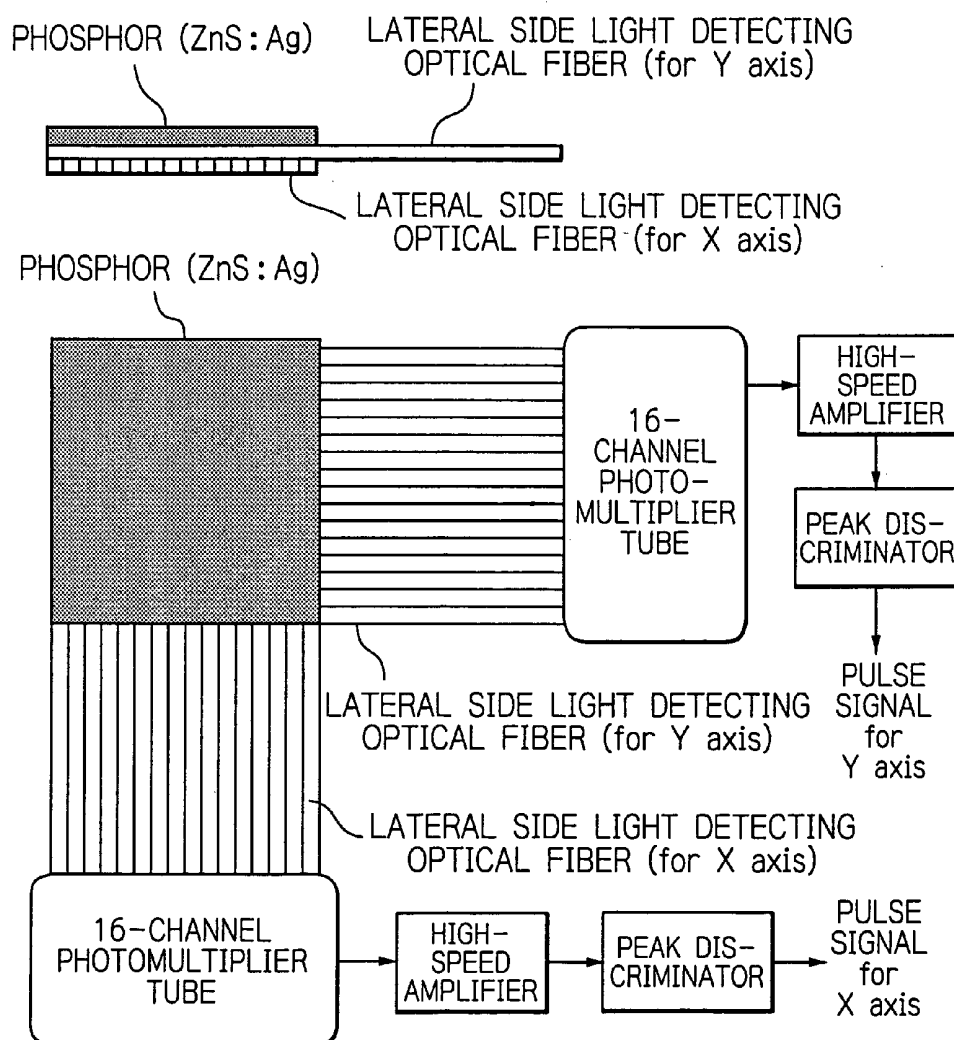 PHOSPHOR (ZnS:Ag)
LATERAL SIDE LIGHT DETECTING
OPTICAL FIBER (for Y axis)
LATERAL SIDE LIGHT DETECTING
OPTICAL FIBER (for X axis)
PHOSPHOR (ZnS:Ag)
16-
CHANNEL
PHOTO-
MULTIPLIER
TUBE
HIGH-
SPEED
AMPLIFIER
PEAK DIS-
CRIMINATOR
PULSE
SIGNAL
for
Y axis
LATERAL SIDE LIGHT DETECTING
OPTICAL FIBER (for Y axis)
LATERAL SIDE LIGHT DETECTING
OPTICAL FIBER (for X axis)
16-CHANNEL
PHOTOMULTIPLIER
TUBE
HIGH-
SPEED
AMPLIFIER
PEAK DIS-
CRIMINATOR
PULSE
SIGNAL
for
X axis